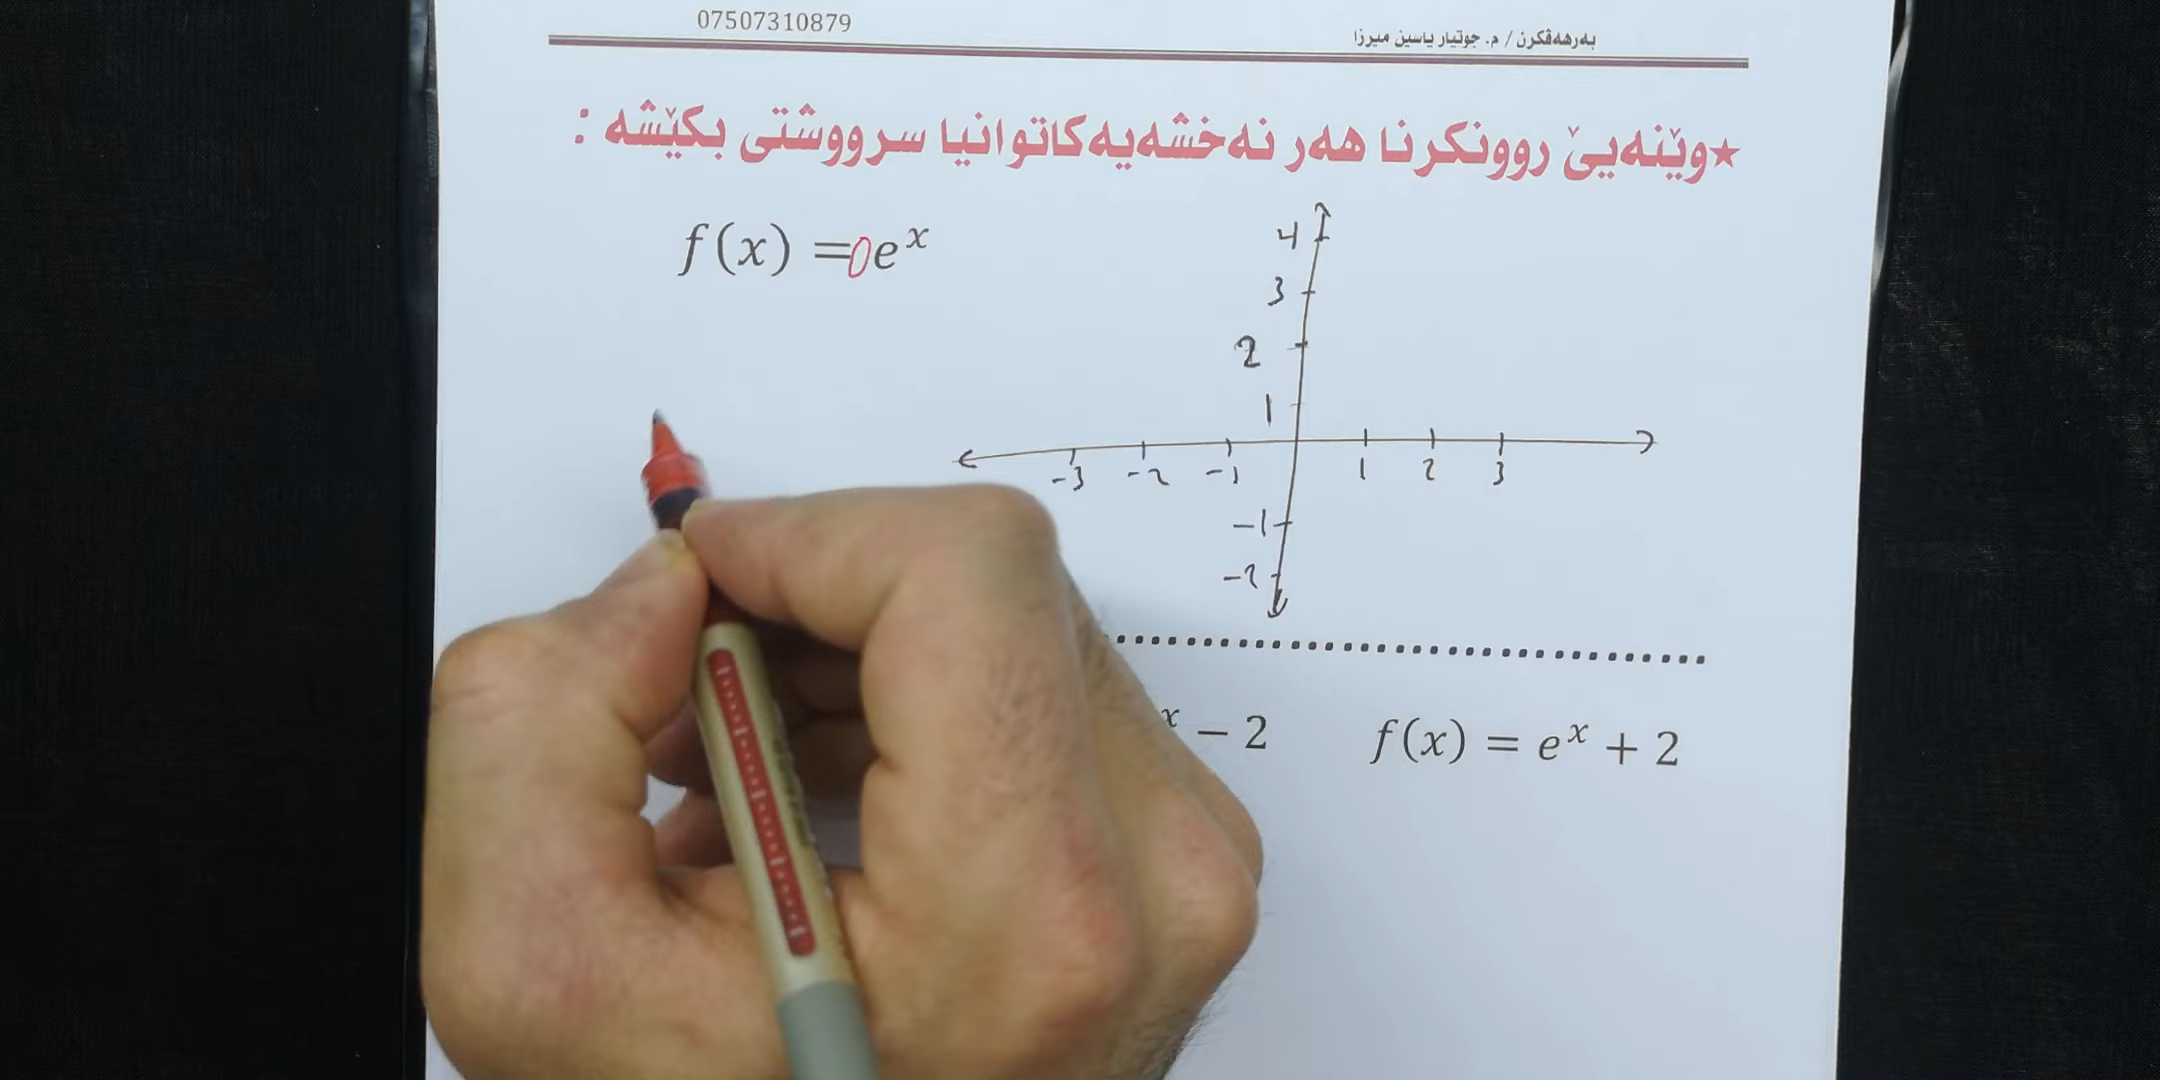 07507310879
بەرهەڤکرن / م. جوتیار یاسین میرزا
★وێنەیێ روونکرنا هەر نەخشەیەکاتوانیا سرووشتی بکێشە :
f(x) =0e^x
4
3
2
1
-3 -2 -1 1 2 3
-1
-2
x − 2 f(x) = e^x + 2